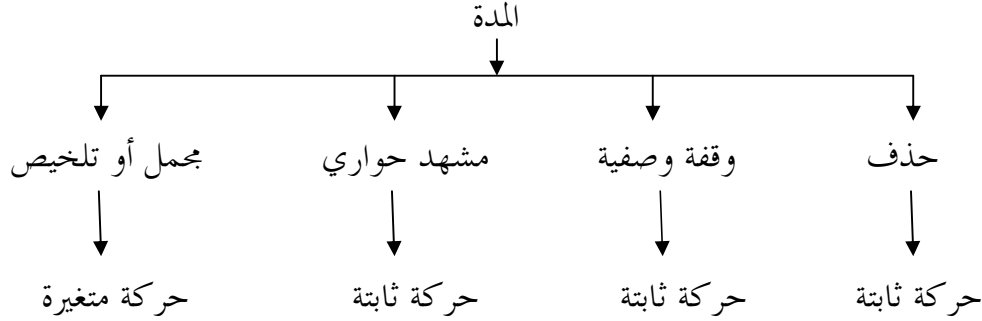 المدة
حذف
وقفة وصفية
مشهد حواري
مجمل أو تلخيص
حركة ثابتة
حركة ثابتة
حركة ثابتة
حركة متغيرة